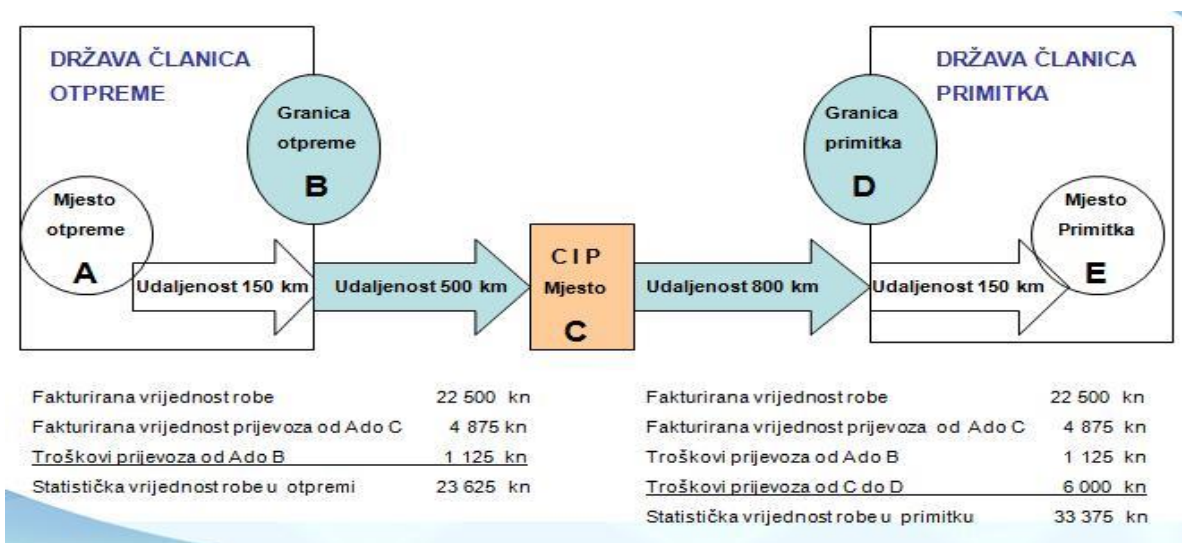 DRŽAVA ČLANICA
OTPREME
Granica
otpreme
B
Mjesto
otpreme
A
Udaljenost 150 km
Udaljenost 500 km
CIP
Mjesto
C
Udaljenost 800 km
DRŽAVA ČLANICA
PRIMITKA
Granica
primitka
D
Mjesto
Primitka
E
Udaljenost 150 km
Fakturirana vrijednost robe 22 500 kn
Fakturirana vrijednost prijevoza od A do C 4 875 kn
Troškovi prijevoza od A do B 1 125 kn
Statistička vrijednost robe u otpremi 23 625 kn
Fakturirana vrijednost robe 22 500 kn
Fakturirana vrijednost prijevoza od A do C 4 875 kn
Troškovi prijevoza od A do B 1 125 kn
Troškovi prijevoza od C do D 6 000 kn
Statistička vrijednost robe u primitku 33 375 kn